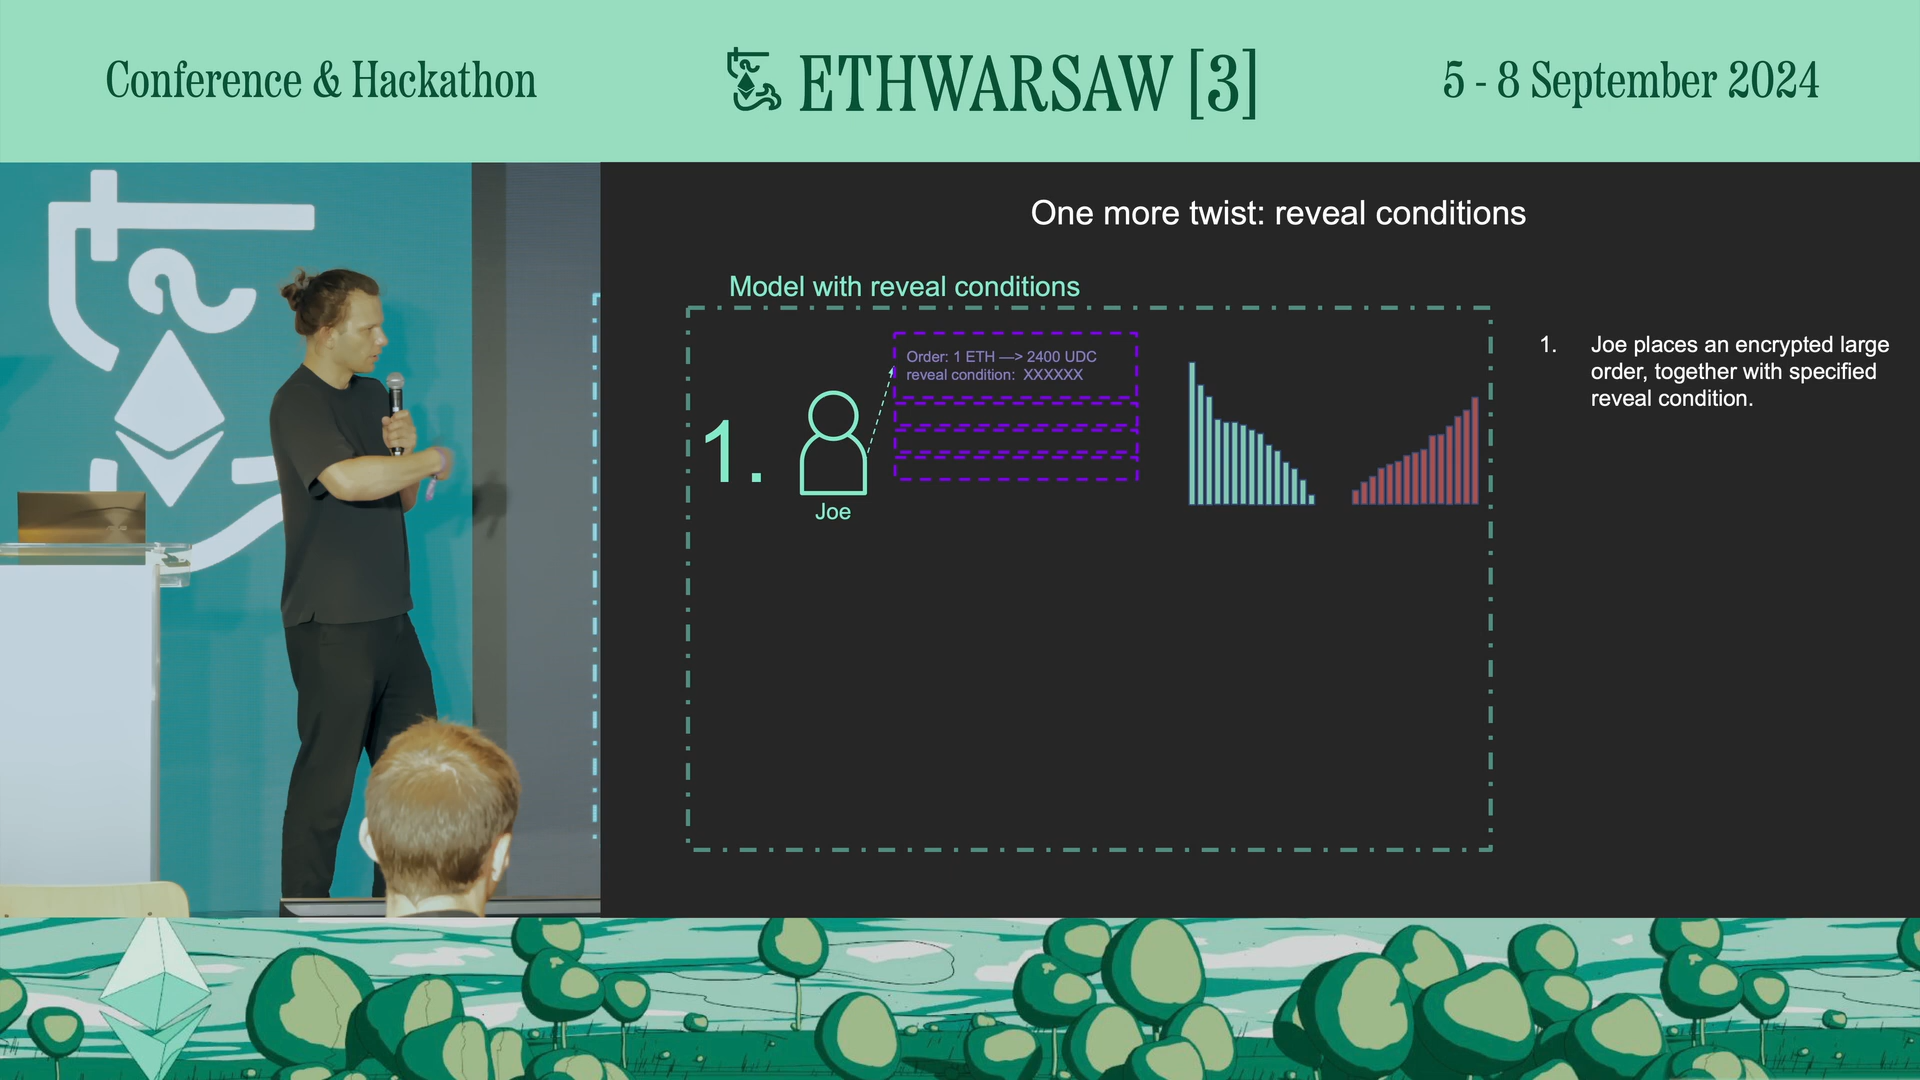 Conference & Hackathon
ETHWARSAW [3]
5 - 8 September 2024
One more twist: reveal conditions
Model with reveal conditions
Order: 1 ETH —> 2400 UDC
reveal condition: XXXXXX
1.
Joe
1. Joe places an encrypted large
order, together with specified
reveal condition.